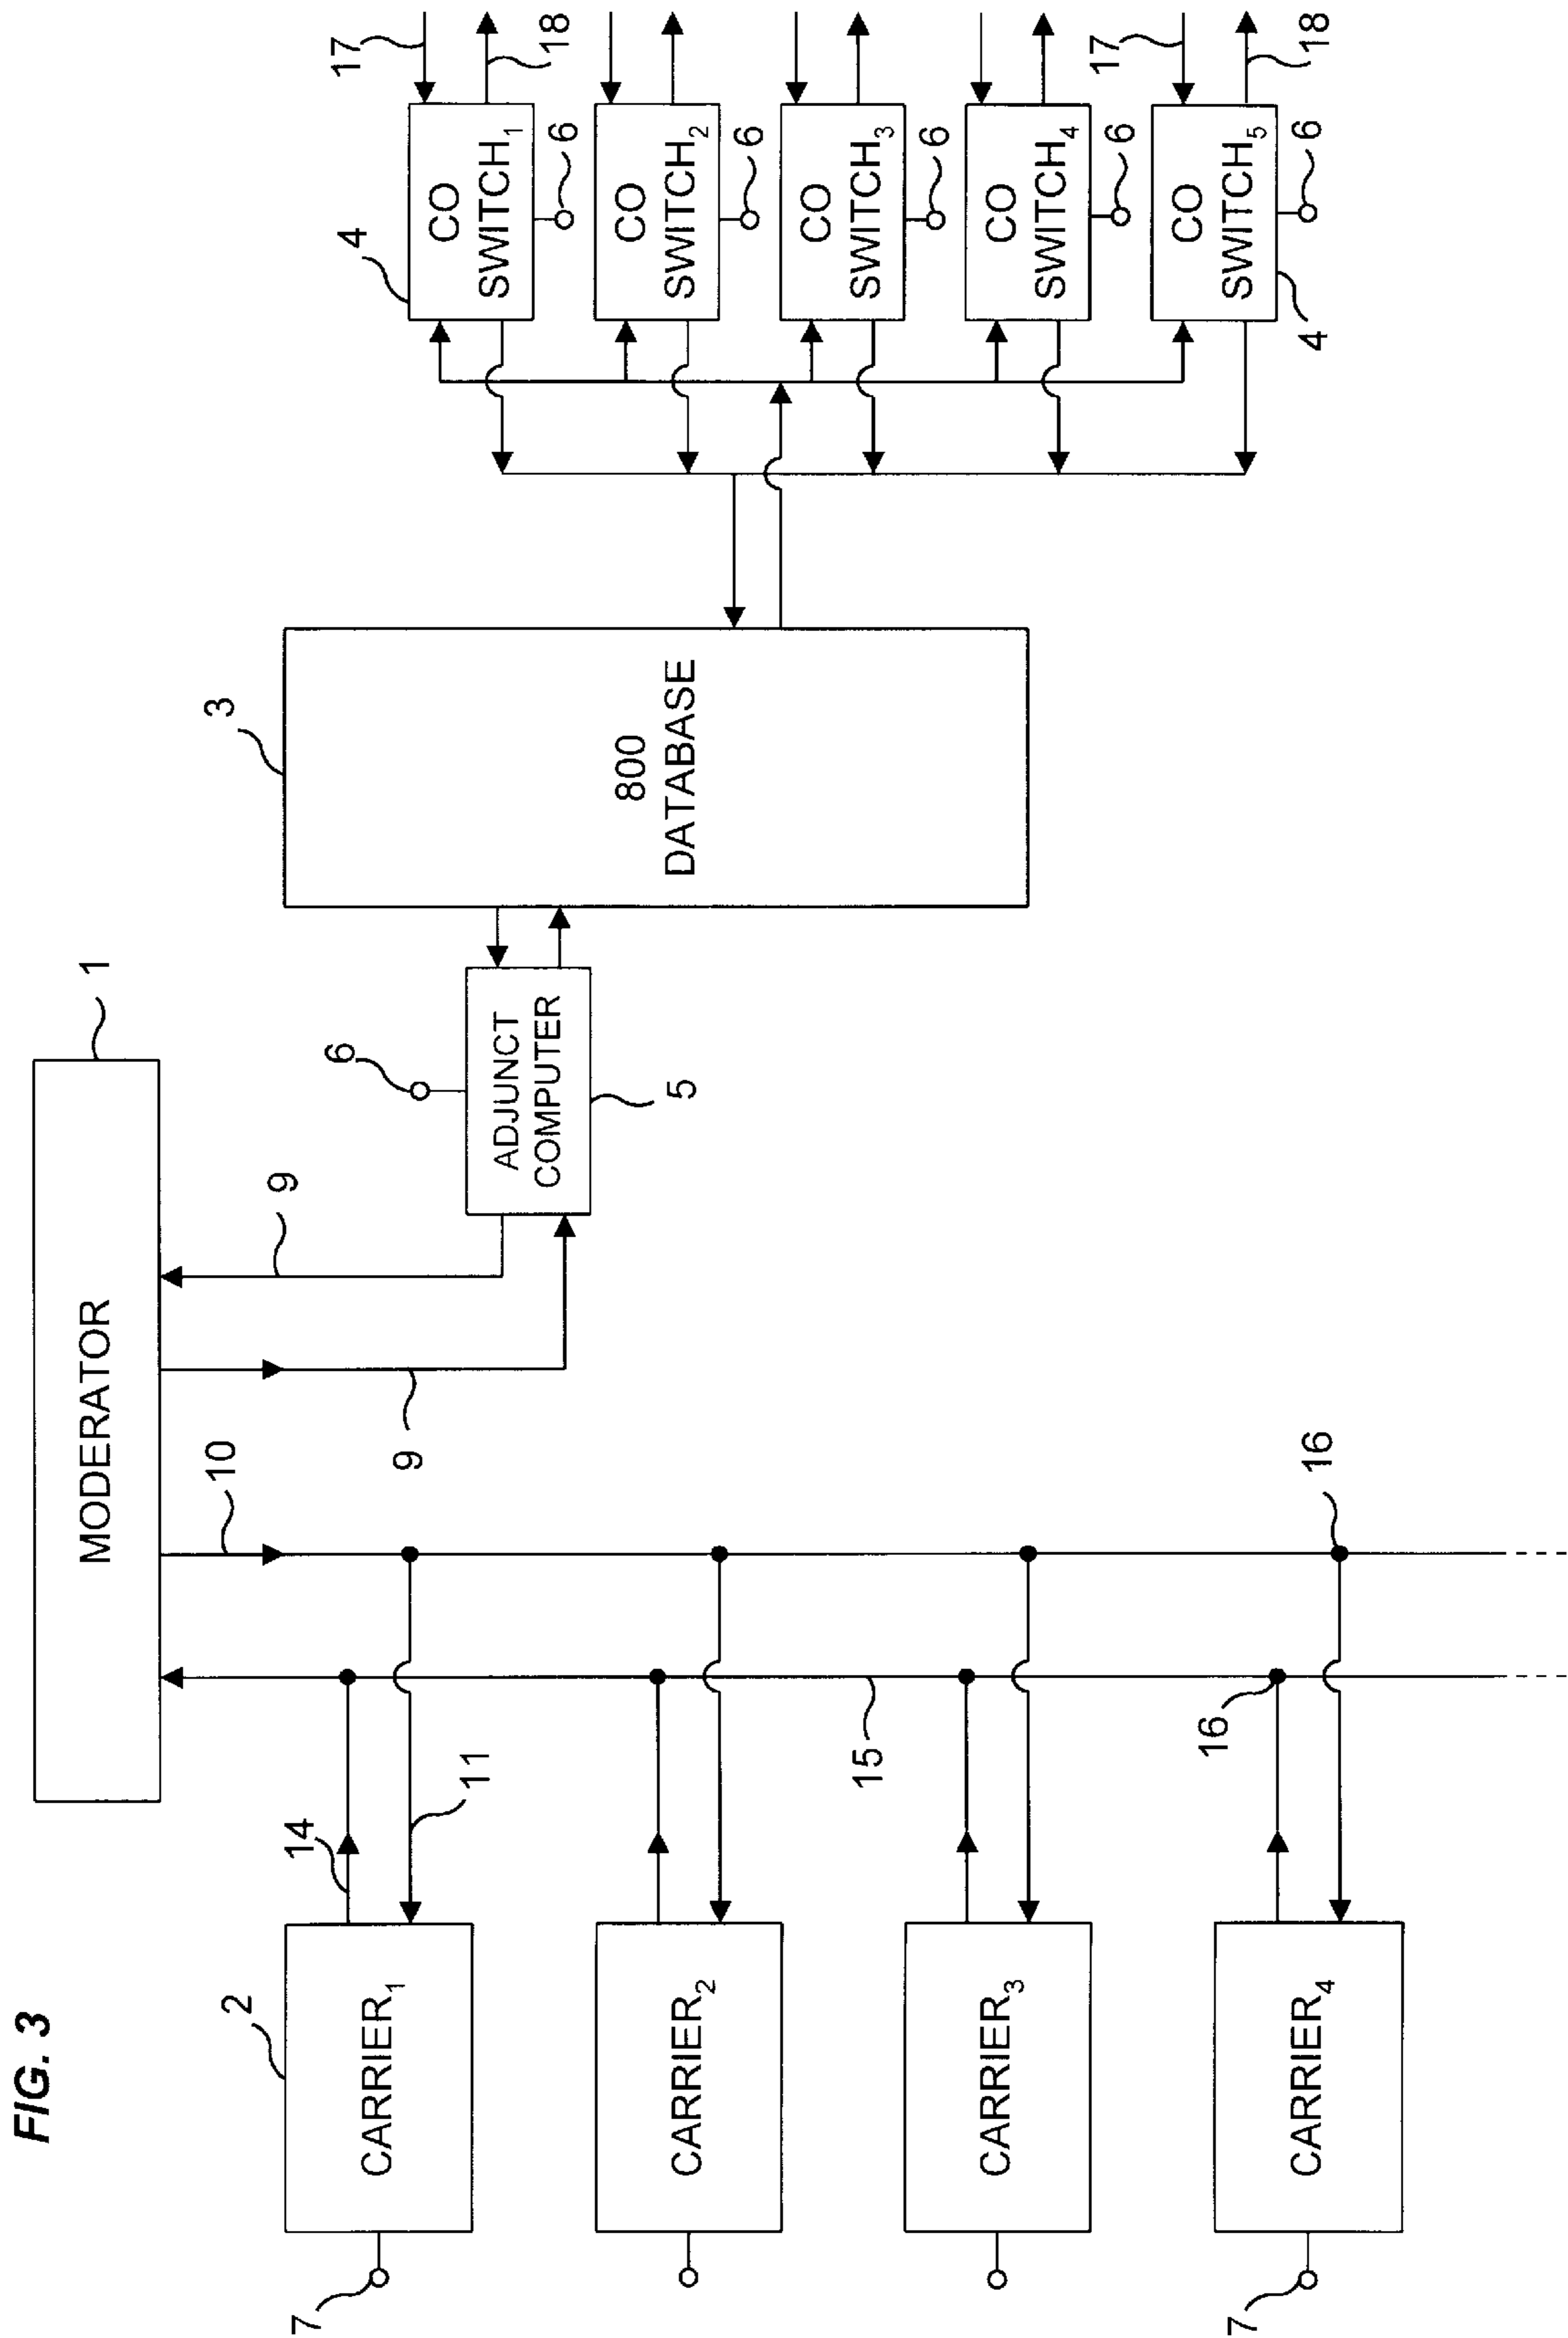 FIG. 3
MODERATOR
1
10
9
9
14
11
15
16
16
2
CARRIER1
CARRIER2
CARRIER3
CARRIER4
7
7
6
ADJUNCT
COMPUTER
5
3
800
DATABASE
4
CO
SWITCH1
6
17
18
CO
SWITCH2
6
CO
SWITCH3
6
CO
SWITCH4
6
CO
SWITCH5
6
17
18
4